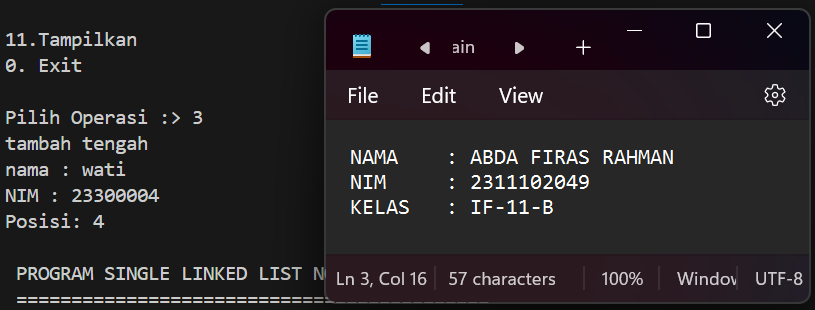 11.Tampilkan
0. Exit
Pilih Operasi :> 3
tambah tengah
nama : wati
NIM : 23300004
Posisi: 4
PROGRAM SINGLE LINKED LIST
==========================================
ain
File Edit View
NAMA : ABDA FIRAS RAHMAN
NIM : 2311102049
KELAS : IF-11-B
Ln 3, Col 16 57 characters 100% Window UTF-8